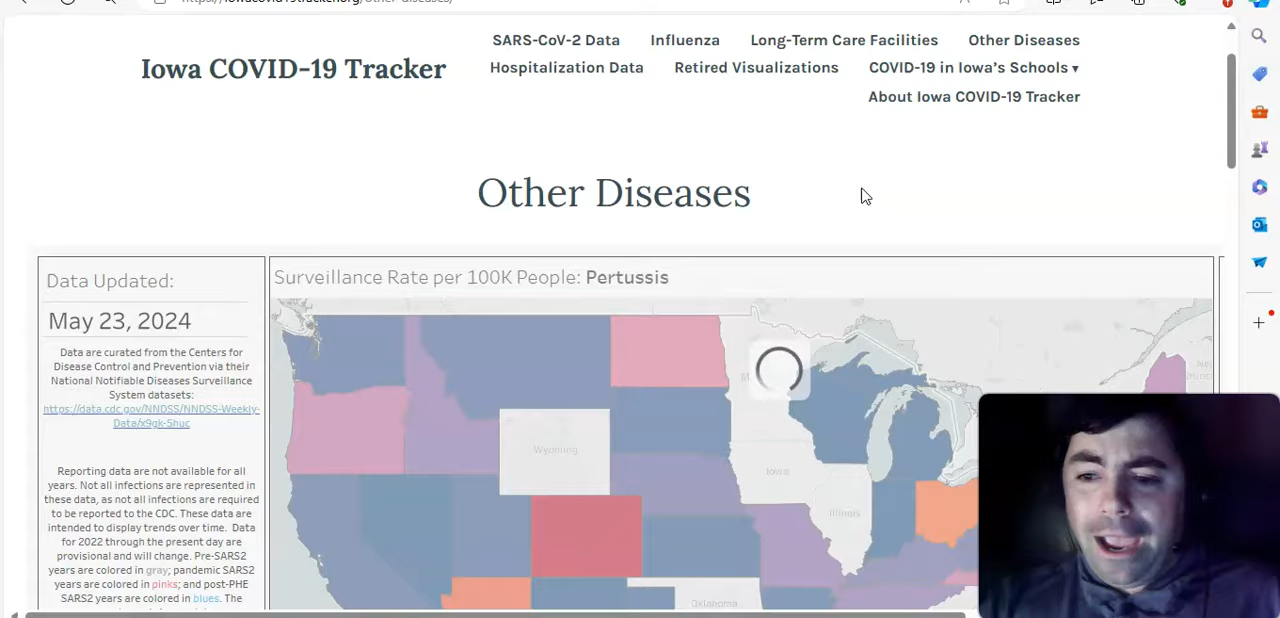 https://iowacovid19tracker.org/other-diseases/
SARS-CoV-2 Data Influenza Long-Term Care Facilities Other Diseases
Iowa COVID-19 Tracker
Hospitalization Data Retired Visualizations COVID-19 in Iowa's Schools ▾
About Iowa COVID-19 Tracker
Other Diseases
Data Updated:
May 23, 2024
Data are curated from the Centers for
Disease Control and Prevention via their
National Notifiable Diseases Surveillance
System datasets:
https://data.cdc.gov/NNDSS/NNDSS-Weekly-
Data/x9gk-5huc
Reporting data are not available for all
years. Not all infections are represented in
these data, as not all infections are required
to be reported to the CDC. These data are
intended to display trends over time. Data
for 2022 through the present day are
provisional and will change. Pre-SARS2
years are colored in gray; pandemic SARS2
years are colored in pinks; and post-PHE
SARS2 years are colored in blues. The
Surveillance Rate per 100K People: Pertussis
Wyoming
Iowa
Illinois
Oklahoma